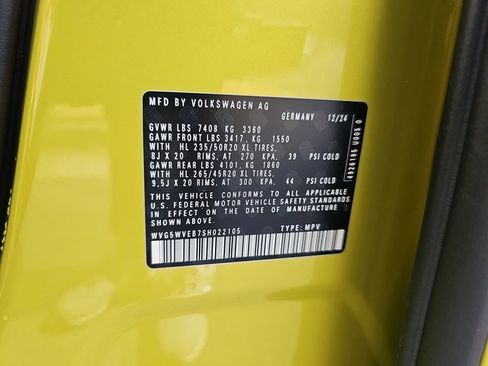 MFD BY VOLKSWAGEN AG
GERMANY 12/24
GVWR LBS 7408 KG 3360
GAWR FRONT LBS 3417, KG 1550
WITH HL 235/50R20 XL TIRES,
8J X 20 RIMS, AT 270 KPA, 39 PSI COLD
GAWR REAR LBS 4101, KG 1860
WITH HL 265/45R20 XL TIRES,
9,5J X 20 RIMS, AT 300 KPA, 44 PSI COLD
THIS VEHICLE CONFORMS TO ALL APPLICABLE
U.S. FEDERAL MOTOR VEHICLE SAFETY STANDARDS
IN EFFECT ON THE DATE OF MANUFACTURE
SHOWN ABOVE.
WVG5WVEB7SH022105
TYPE: MPV